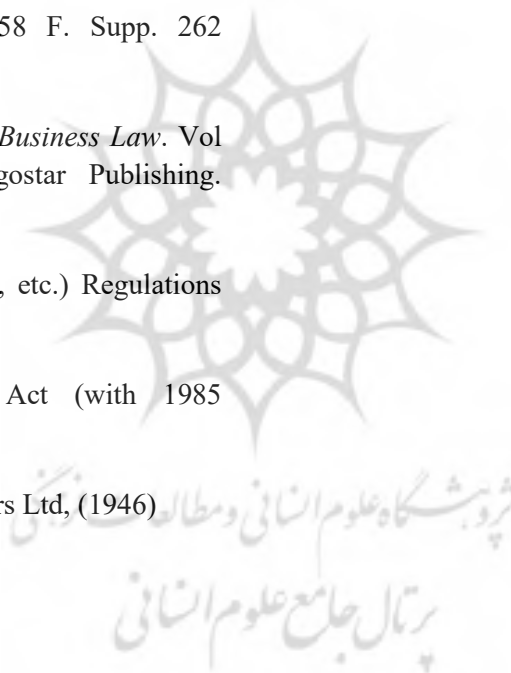 58 F. Supp. 262
Business Law. Vol
gostar Publishing.
, etc.) Regulations
Act (with 1985
rs Ltd, (1946)
پژوهشگاه علوم انسانی و مطالعات فرهنگی
پرتال جامع علوم انسانی